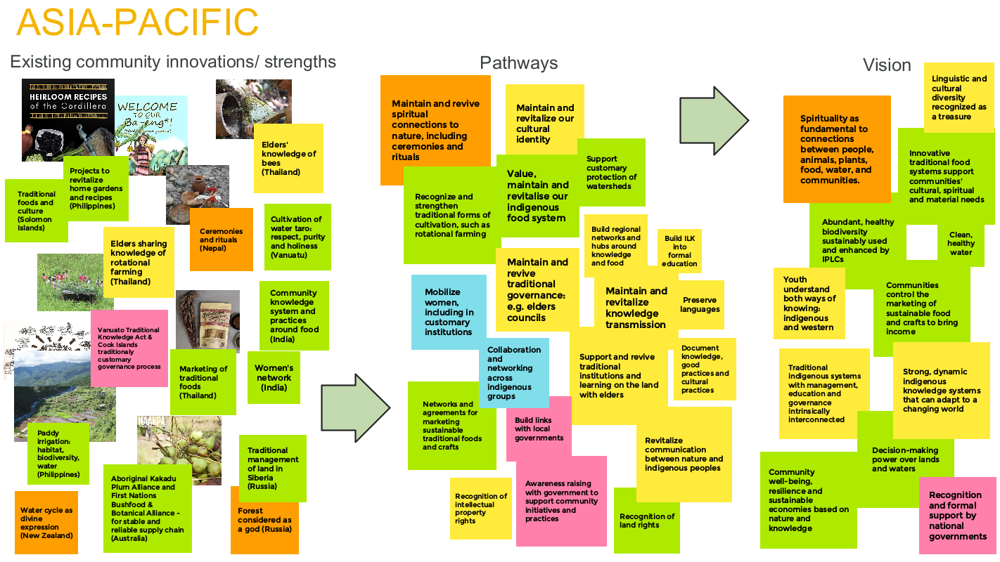 ASIA-PACIFIC
Existing community innovations/ strengths
HEIRLOOM RECIPES
of the Cordillera
WELCOME
TO OUR
Ba-eng*!
Elders'
knowledge of
bees
(Thailand)
Projects to
revitalize
home gardens
and recipes
(Philippines)
Traditional
foods and
culture
(Solomon
Islands)
Ceremonies
and rituals
(Nepal)
Cultivation of
water taro:
respect, purity
and holiness
(Vanuatu)
Elders sharing
knowledge of
rotational
farming
(Thailand)
Community
knowledge
system and
practices
around food
(India)
Vanuato Traditional
Knowledge Act &
Cook Islands
traditionaly
customary
governance process
Marketing of
traditional
foods
(Thailand)
Women's
network
(India)
NAAKPA
Paddy
irrigation:
habitat,
biodiversity,
water
(Philippines)
Traditional
management
of land in
Siberia
(Russia)
Aboriginal Kakadu
Plum Alliance and
First Nations
Bushfood &
Botanical Alliance -
for stable and
reliable supply chain
(Australia)
Water cycle as
divine
expression
(New Zealand)
Forest
considered as
a god (Russia)
Pathways
Maintain and revive
spiritual
connections to
nature, including
ceremonies and
rituals
Maintain and
revitalize our
cultural
identity
Support
customary
protection of
watersheds
Value,
maintain and
revitalise our
indigenous
food system
Recognize and
strengthen
traditional forms of
cultivation, such as
rotational farming
Build regional
networks and
hubs around
knowledge
and food
Build ILK
into
formal
education
Maintain and
revive
traditional
governance:
e.g. elders
councils
Mobilize
women,
including in
customary
institutions
Maintain and
revitalize
knowledge
transmission
Preserve
languages
Collaboration
and
networking
across
indigenous
groups
Support and revive
traditional
institutions and
learning on the land
with elders
Document
knowledge,
good
practices and
cultural
practices
Networks and
agreements for
marketing
sustainable
traditional foods
and crafts
Build links
with local
governments
Revitalize
communication
between nature and
indigenous peoples
Recognition of
intellectual
property
rights
Awareness raising
with government to
support community
initiatives and
practices
Recognition of
land rights
Vision
Linguistic and
cultural
diversity
recognized as
a treasure
Spirituality as
fundamental to
connections
between people,
animals, plants,
food, water, and
communities.
Innovative
traditional food
systems support
communities'
cultural, spiritual
and material needs
Abundant, healthy
biodiversity
sustainably used
and enhanced by
IPLCs
Clean,
healthy
water
Youth
understand
both ways of
knowing:
indigenous
and western
Communities
control the
marketing of
sustainable food
and crafts to bring
income
Traditional
indigenous systems
with management,
education and
governance
intrinsically
interconnected
Strong, dynamic
indigenous
knowledge systems
that can adapt to a
changing world
Decision-making
power over lands
and waters
Community
well-being,
resilience and
sustainable
economies based on
nature and
knowledge
Recognition
and formal
support by
national
governments